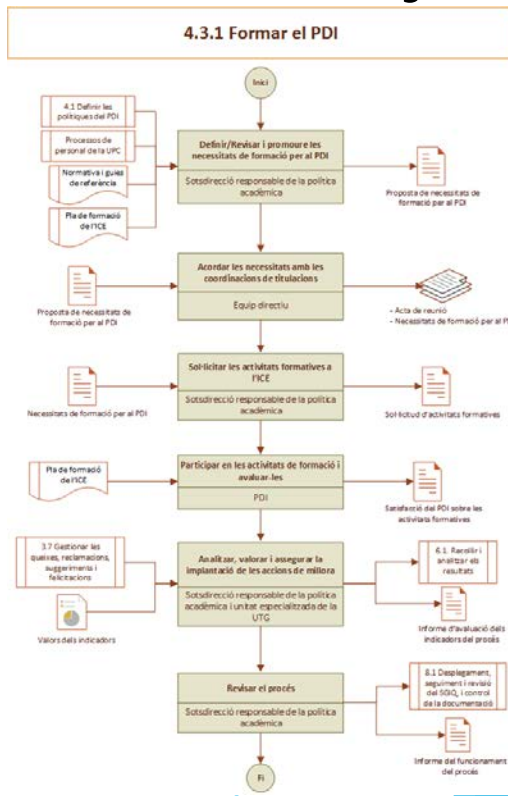 4.3.1 Formar el PDI
Inici
4.1 Definir les
polítiques del PDI
Processos de
personal de la UPC
Normativa i guies
de referència
Pla de formació
de l'ICE
Definir/Revisar i promoure les
necessitats de formació per al PDI
Sotsdirecció responsable de la política
acadèmica
Proposta de necessitats de
formació per al PDI
Proposta de necessitats de
formació per al PDI
Acordar les necessitats amb les
coordinacions de titulacions
Equip directiu
- Acta de reunió
- Necessitats de formació per al
Necessitats de formació per al PDI
Sol·licitar les activitats formatives a
l'ICE
Sotsdirecció responsable de la política
acadèmica
Sol·licitud d'activitats formatives
Pla de formació
de l'ICE
Participar en les activitats de formació i
avaluar-les
PDI
Satisfacció del PDI sobre les
activitats formatives
3.7 Gestionar les
queixes, reclamacions,
suggeriments i
felicitacions
Valors dels indicadors
Analitzar, valorar i assegurar la
implantació de les accions de millora
Sotsdirecció responsable de la política
acadèmica i unitat especialitzada de la
UTG
6.1. Recollir i
analitzar els
resultats
Informe d'avaluació dels
indicadors del procés
Revisar el procés
Sotsdirecció responsable de la política
acadèmica
8.1 Desplegament,
seguiment i revisió
del SGIQ, i control
de la documentació
Informe del funcionament
del procés
Fi